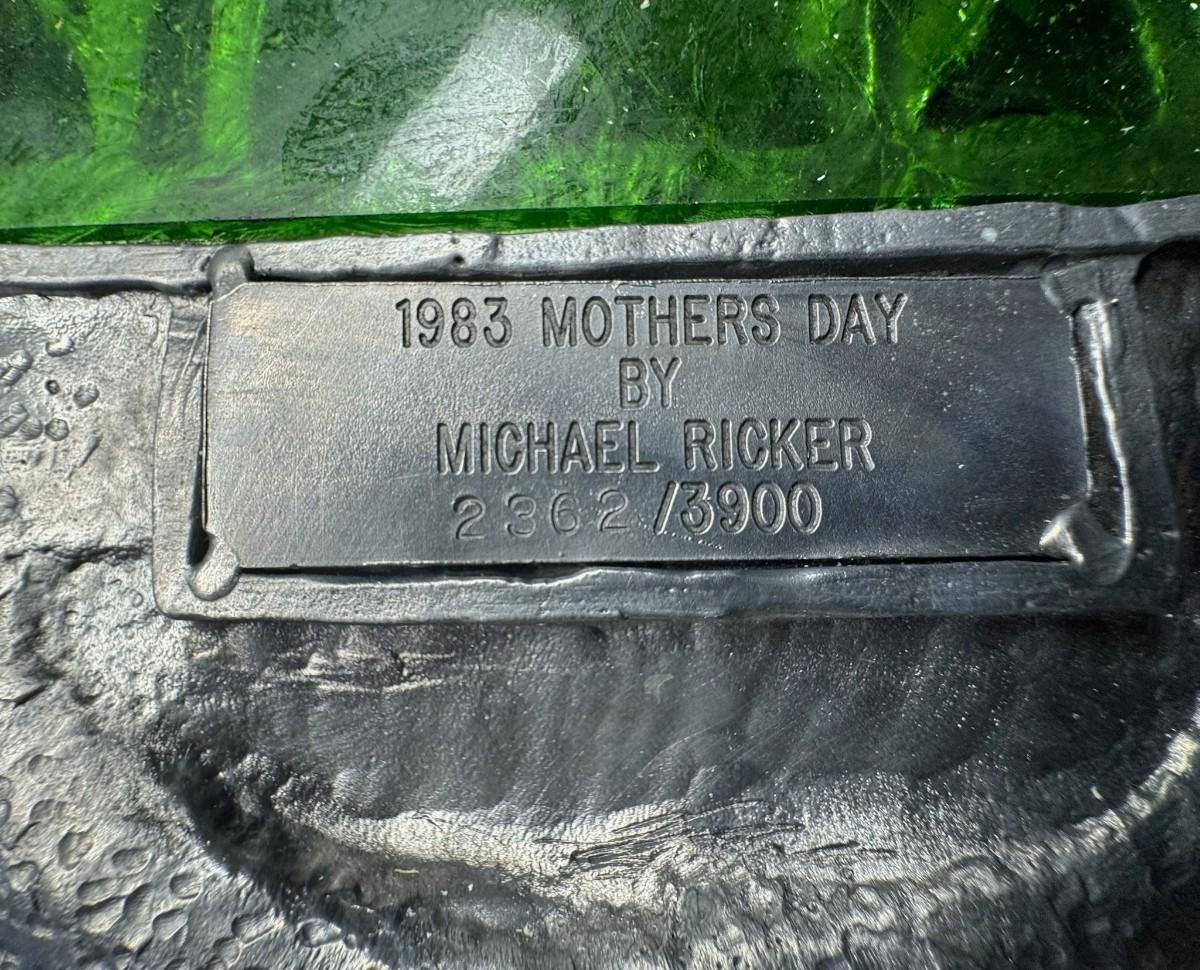 1983 MOTHERS DAY
BY
MICHAEL RICKER
2362/3900